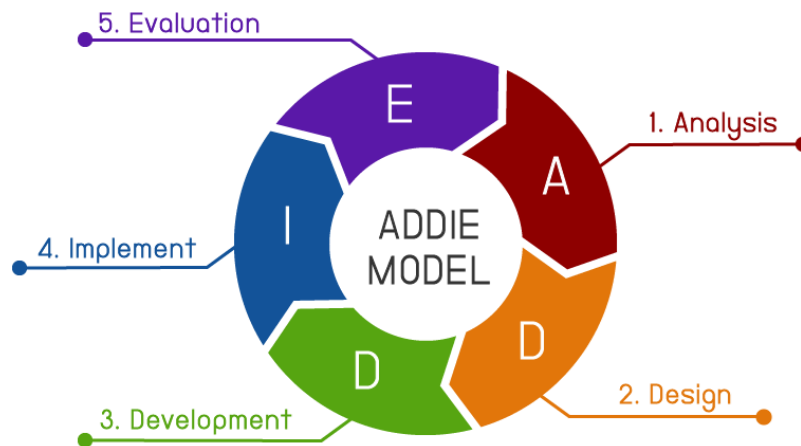 5. Evaluation
E
1. Analysis
A
ADDIE
MODEL
I
4. Implement
D
2. Design
D
3. Development